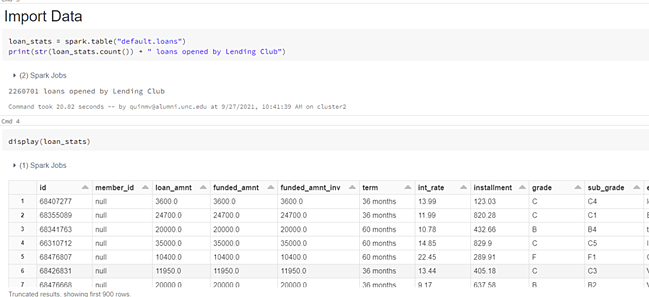 Import Data
loan_stats = spark.table("default.loans")
print(str(loan_stats.count()) + " loans opened by Lending Club")
(2) Spark Jobs
2260701 loans opened by Lending Club
Command took 20.82 seconds -- by quinmv@alumni.unc.edu at 9/27/2021, 10:41:39 AM on cluster2
Cmd 4
display(loan_stats)
(1) Spark Jobs
id member_id loan_amnt funded_amnt funded_amnt_inv term int_rate installment grade sub_grade e
1 68407277 null 3600.0 3600.0 3600.0 36 months 13.99 123.03 C C4
2 68355089 null 24700.0 24700.0 24700.0 36 months 11.99 820.28 C C1
3 68341763 null 20000.0 20000.0 20000.0 60 months 10.78 432.66 B B4
4 66310712 null 35000.0 35000.0 35000.0 60 months 14.85 829.9 C C5
5 68476807 null 10400.0 10400.0 10400.0 60 months 22.45 289.91 F F1
6 68426831 null 11950.0 11950.0 11950.0 36 months 13.44 405.18 C C3
7 68476668 null 20000.0 20000.0 20000.0 36 months 9.17 637.58 B B2
Truncated results, showing first 900 rows.